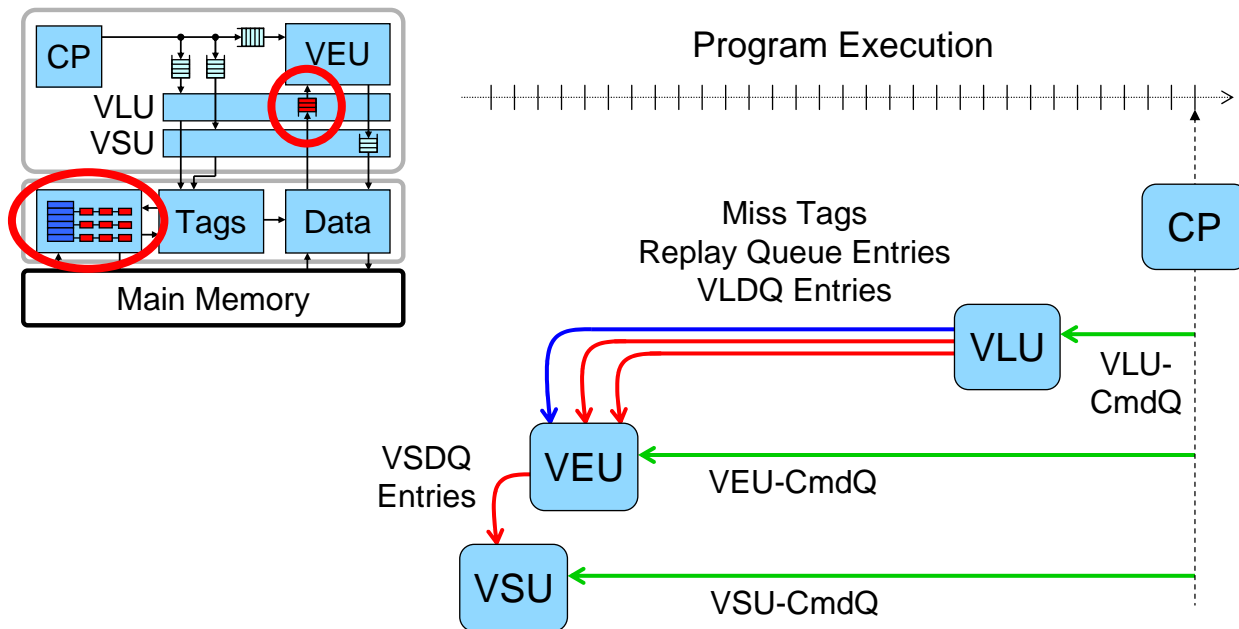 CP
VEU
VLU
VSU
Tags
Data
Main Memory
Program Execution
CP
Miss Tags
Replay Queue Entries
VLDQ Entries
VLU
VLU-
CmdQ
VEU
VEU-CmdQ
VSDQ
Entries
VSU
VSU-CmdQ